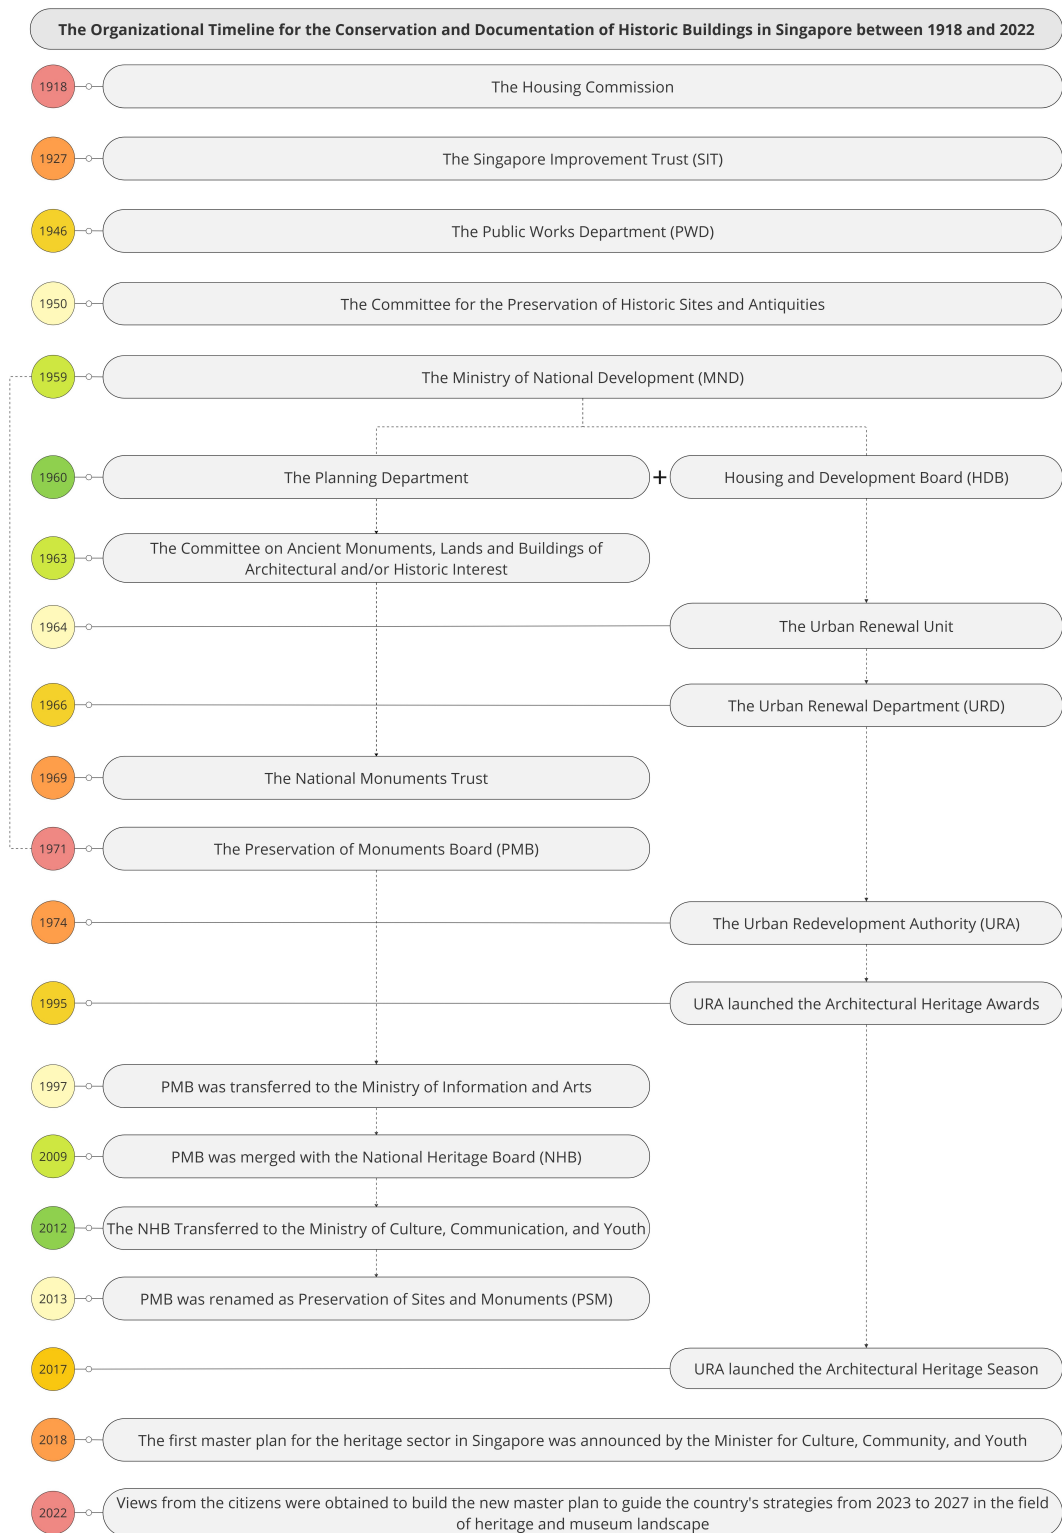 The Organizational Timeline for the Conservation and Documentation of Historic Buildings in Singapore between 1918 and 2022
1918
The Housing Commission
1927
The Singapore Improvement Trust (SIT)
1946
The Public Works Department (PWD)
1950
The Committee for the Preservation of Historic Sites and Antiquities
1959
The Ministry of National Development (MND)
1960
The Planning Department
+
Housing and Development Board (HDB)
1963
The Committee on Ancient Monuments, Lands and Buildings of
Architectural and/or Historic Interest
1964
The Urban Renewal Unit
1966
The Urban Renewal Department (URD)
1969
The National Monuments Trust
1971
The Preservation of Monuments Board (PMB)
1974
The Urban Redevelopment Authority (URA)
1995
URA launched the Architectural Heritage Awards
1997
PMB was transferred to the Ministry of Information and Arts
2009
PMB was merged with the National Heritage Board (NHB)
2012
The NHB Transferred to the Ministry of Culture, Communication, and Youth
2013
PMB was renamed as Preservation of Sites and Monuments (PSM)
2017
URA launched the Architectural Heritage Season
2018
The first master plan for the heritage sector in Singapore was announced by the Minister for Culture, Community, and Youth
2022
Views from the citizens were obtained to build the new master plan to guide the country's strategies from 2023 to 2027 in the field
of heritage and museum landscape